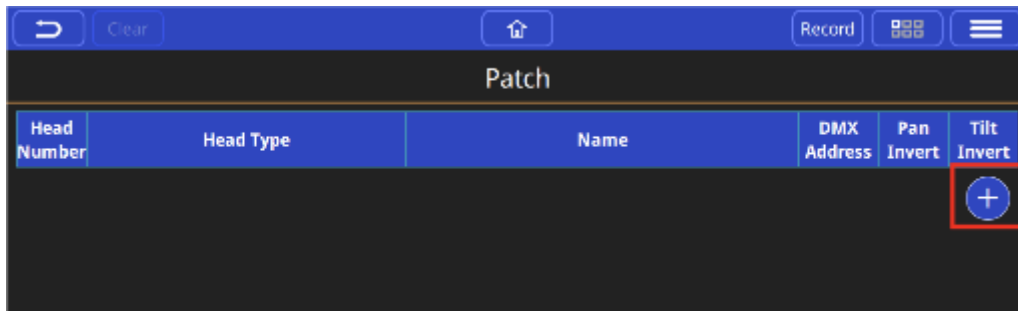 Clear
Record
Patch
Head Number
Head Type
Name
DMX Address
Pan Invert
Tilt Invert